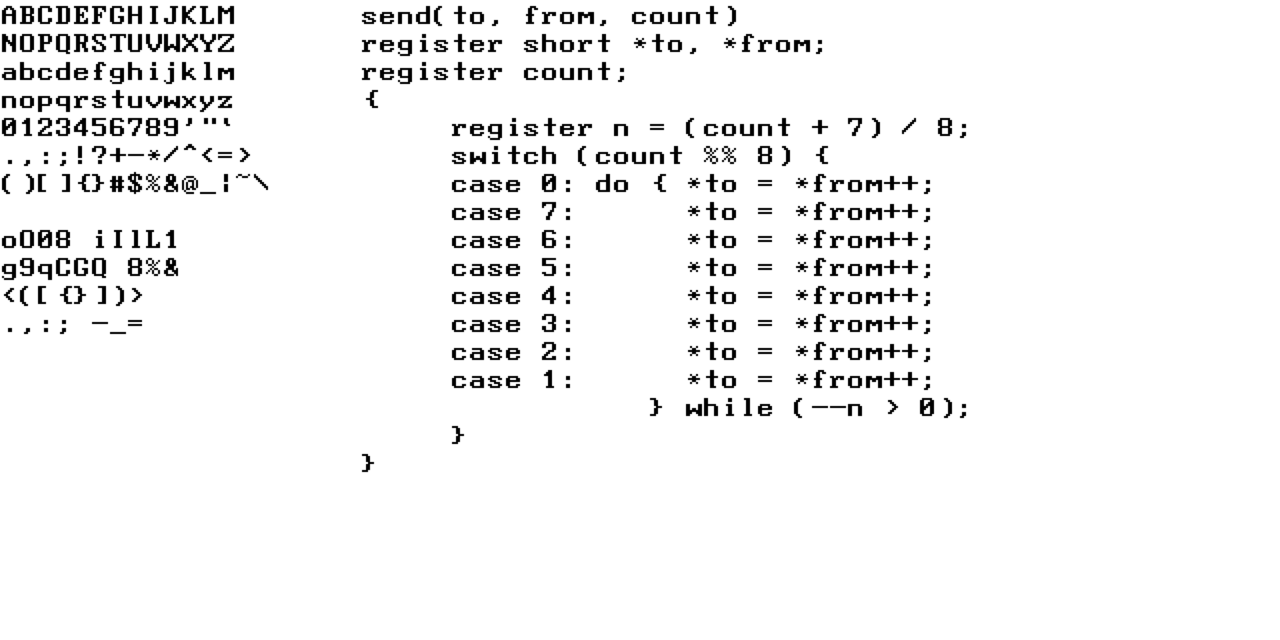 ABCDEFGHIJKLM
NOPQRSTUVWXYZ
abcdefghijklm
nopqrstuvwxyz
0123456789'"`
.,:;!?+-*/^<=>
()[]{}#$%&@_|~\
oO08 iIlL1
g9qCGQ 8%&
<([{}])>
.,:; -_=
send(to, from, count)
register short *to, *from;
register count;
{
register n = (count + 7) / 8;
switch (count %% 8) {
case 0: do { *to = *from++;
case 7: *to = *from++;
case 6: *to = *from++;
case 5: *to = *from++;
case 4: *to = *from++;
case 3: *to = *from++;
case 2: *to = *from++;
case 1: *to = *from++;
} while (--n > 0);
}
}